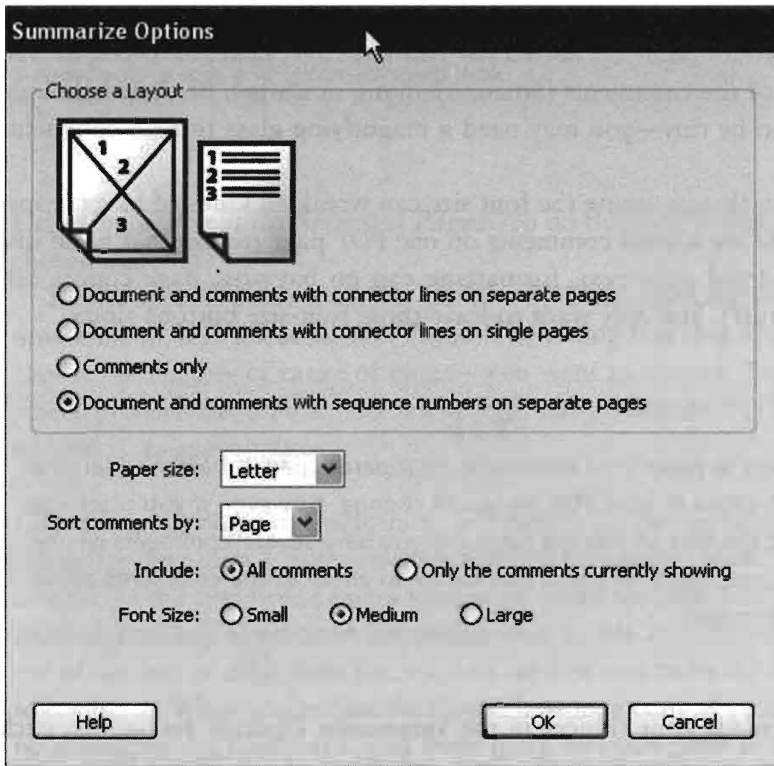 Summarize Options
Choose a Layout
1
2
3
1
2
3
Document and comments with connector lines on separate pages
Document and comments with connector lines on single pages
Comments only
Document and comments with sequence numbers on separate pages
Paper size: Letter
Sort comments by: Page
Include: All comments Only the comments currently showing
Font Size: Small Medium Large
Help OK Cancel